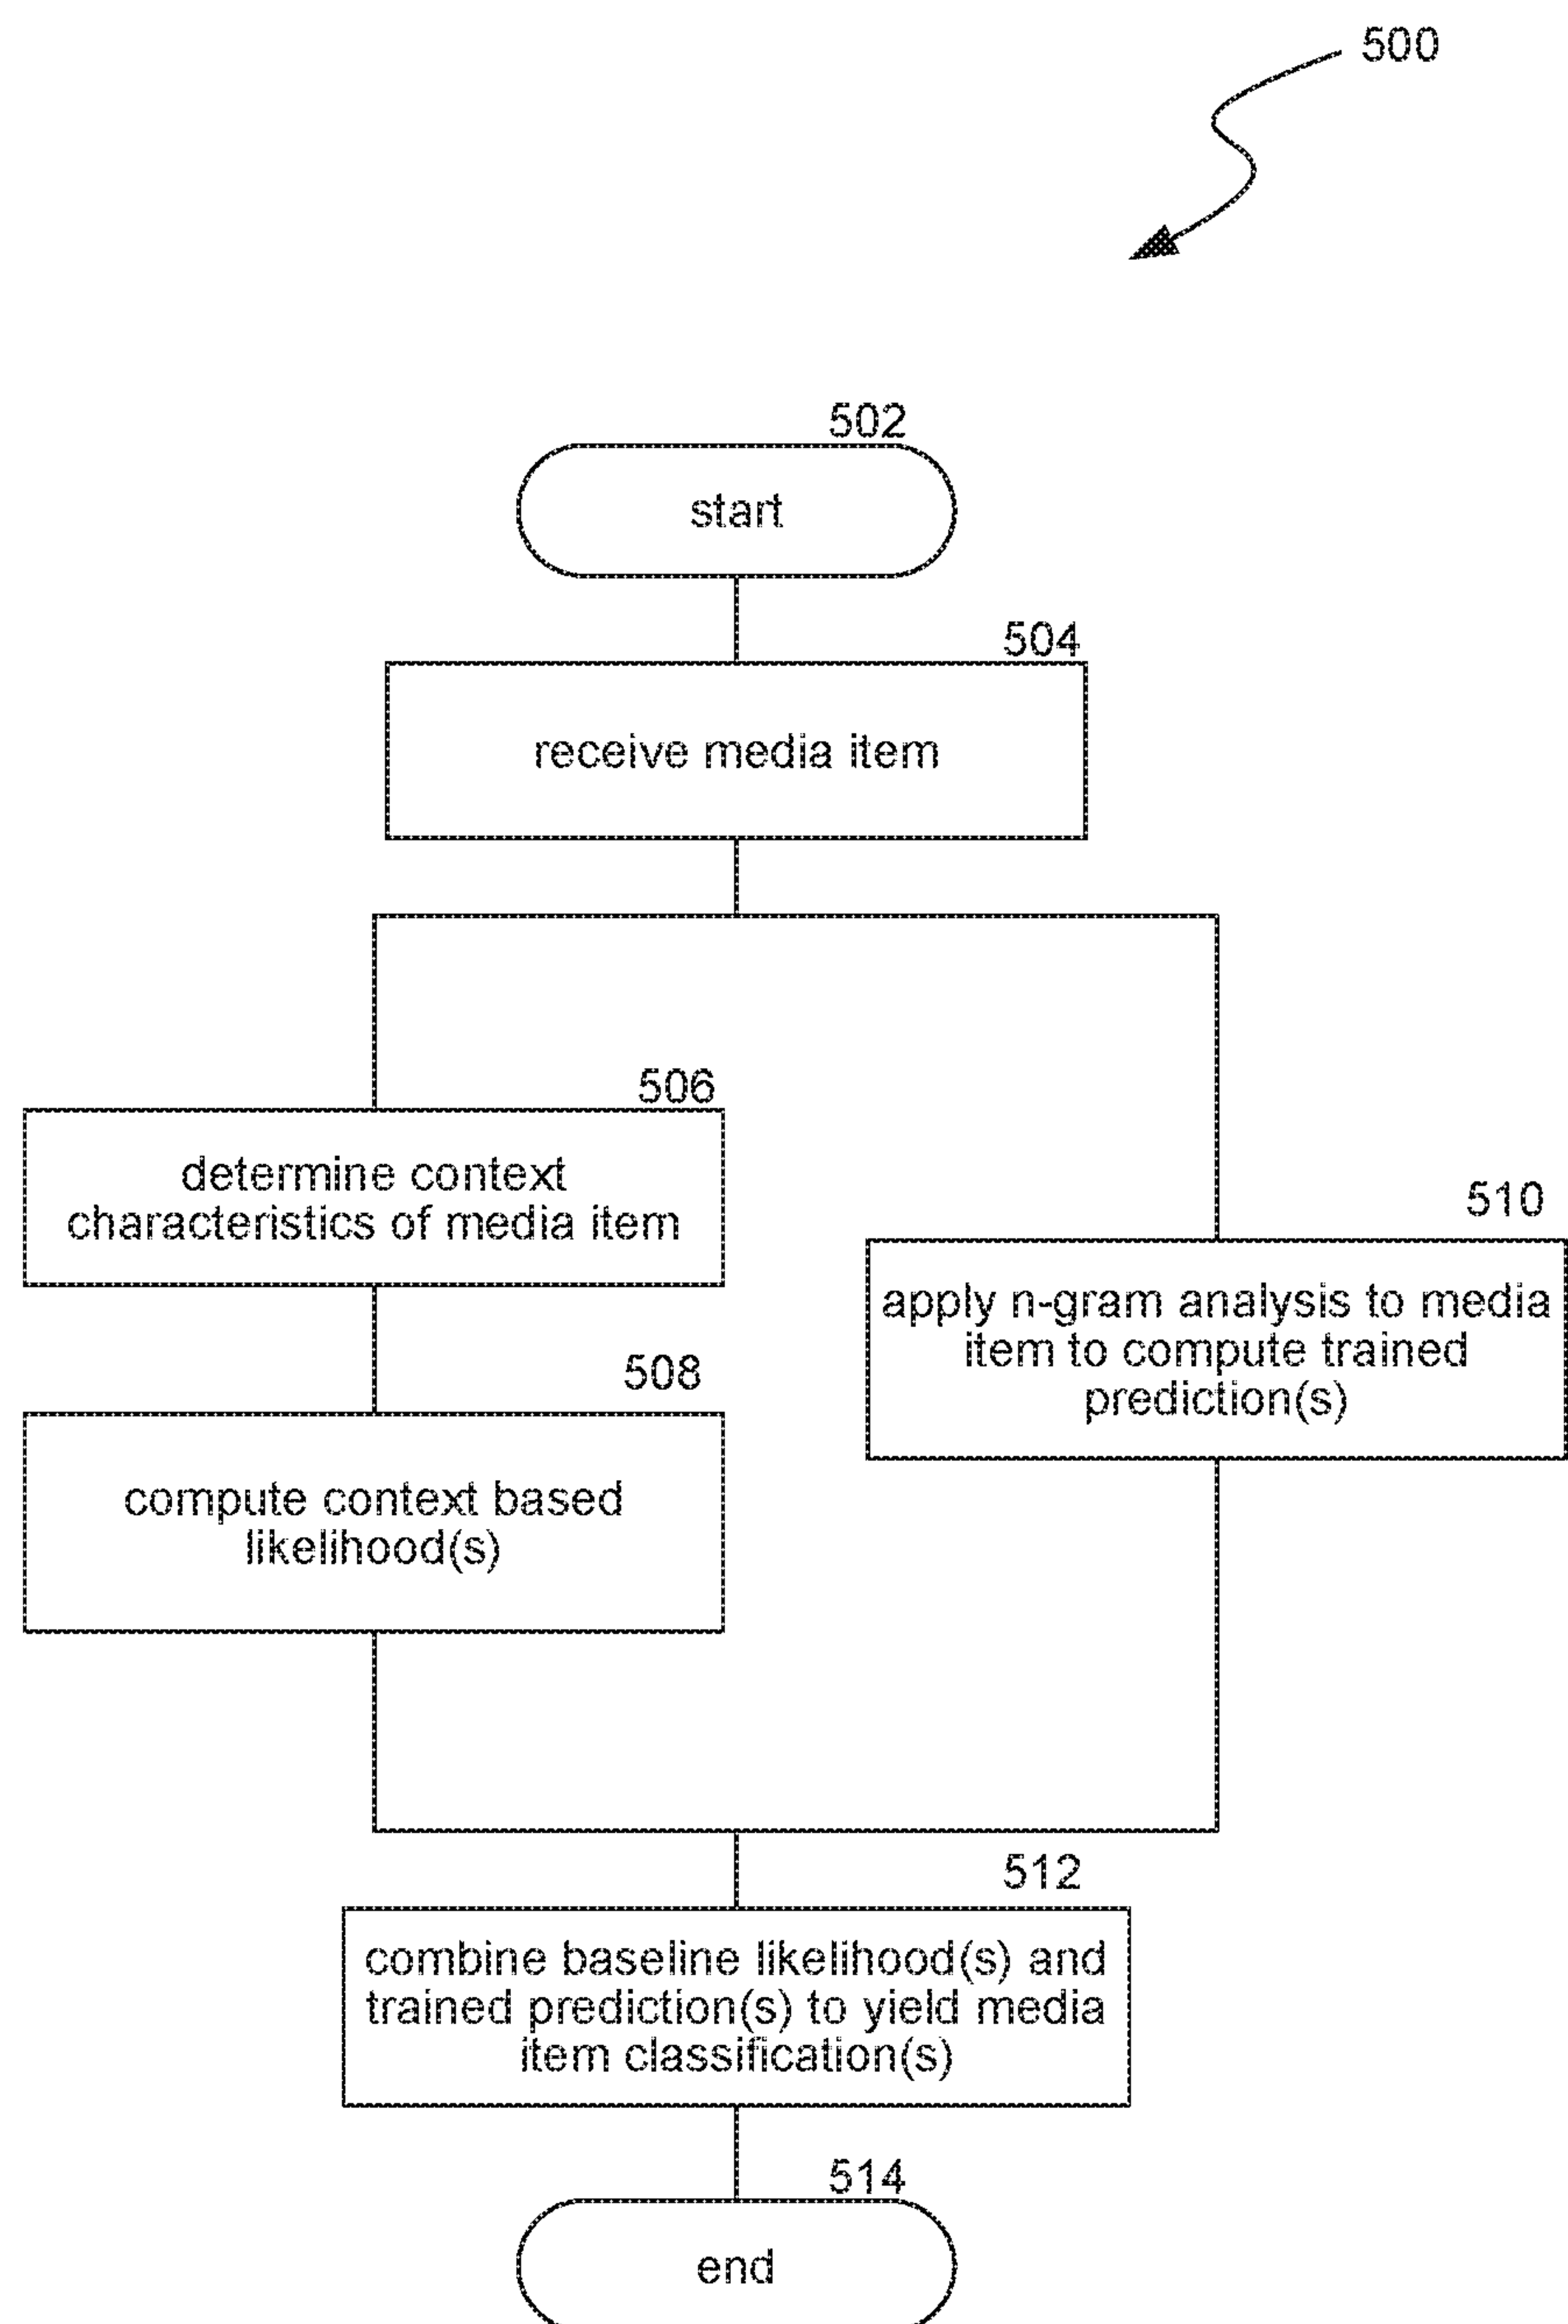 500
502
start
504
receive media item
506
determine context
characteristics of media item
508
compute context based
likelihood(s)
510
apply n-gram analysis to media
item to compute trained
prediction(s)
512
combine baseline likelihood(s) and
trained prediction(s) to yield media
item classification(s)
514
end